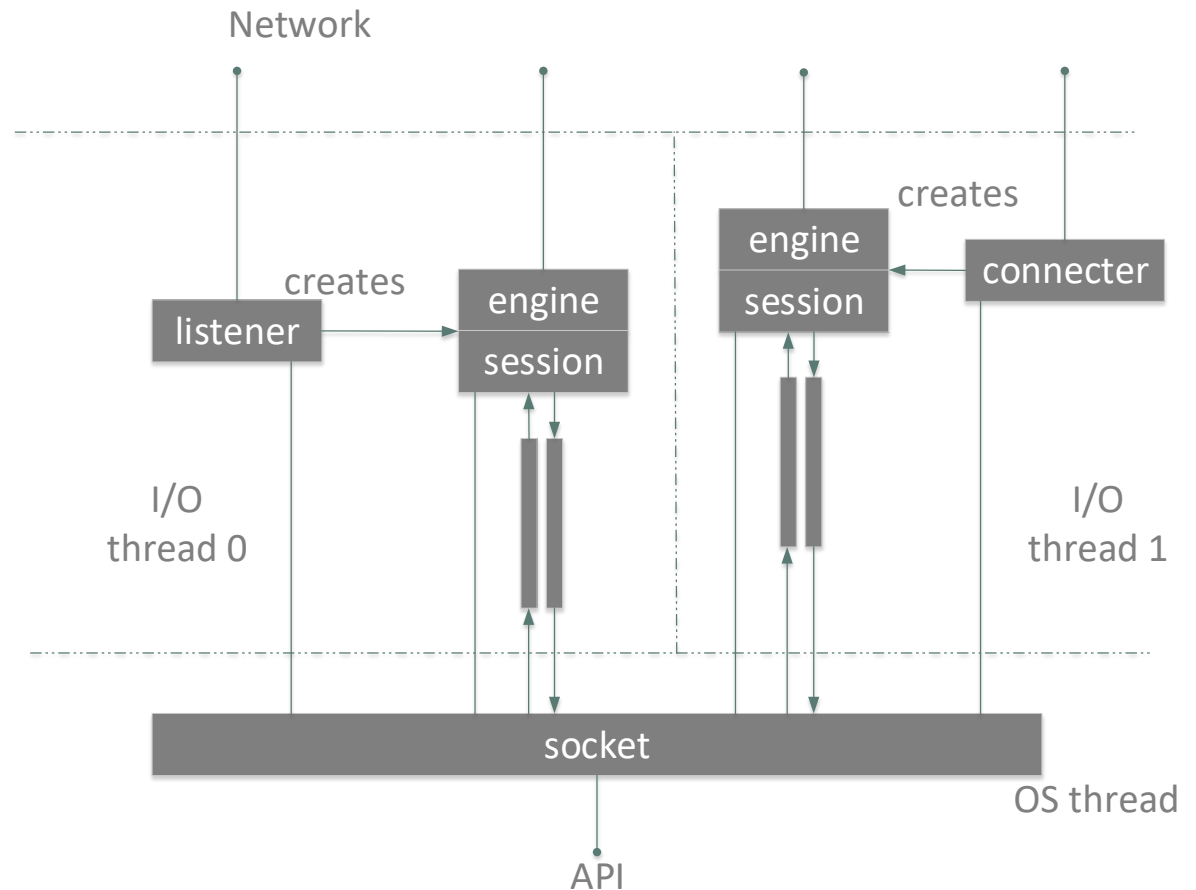 Network
creates
engine
session
connecter
creates
listener
engine
session
I/O
thread 0
I/O
thread 1
socket
OS thread
API